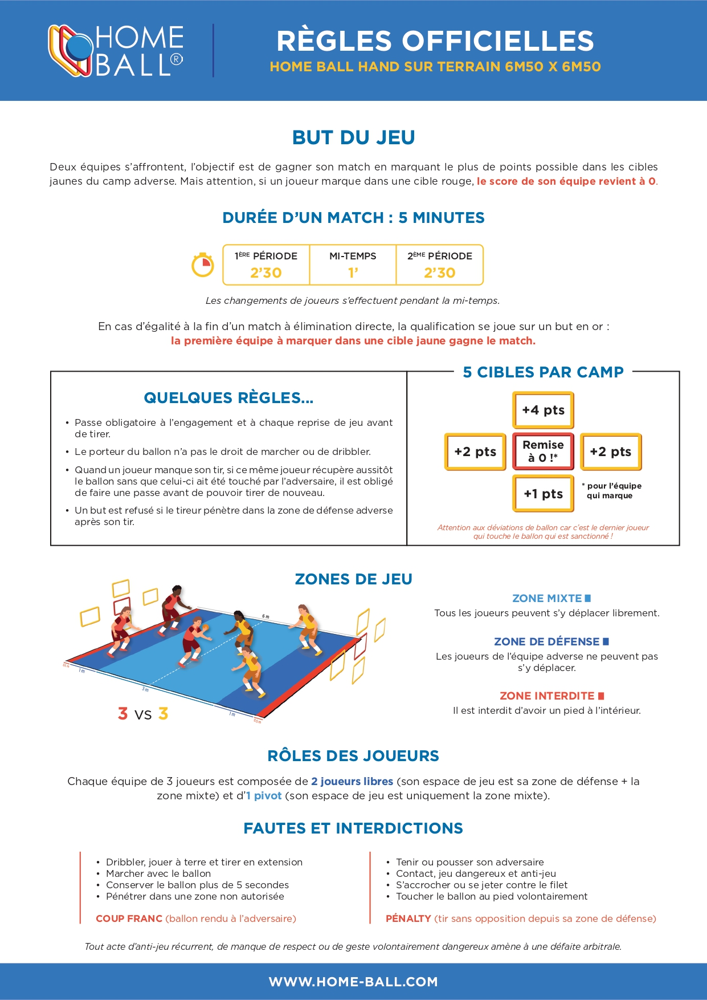 HOME
BALL®
RÈGLES OFFICIELLES
HOME BALL HAND SUR TERRAIN 6M50 X 6M50
BUT DU JEU
Deux équipes s’affrontent, l’objectif est de gagner son match en marquant le plus de points possible dans les cibles
jaunes du camp adverse. Mais attention, si un joueur marque dans une cible rouge, le score de son équipe revient à 0.
DURÉE D’UN MATCH : 5 MINUTES
1ÈRE PÉRIODE
2’30
MI-TEMPS
1’
2ÈME PÉRIODE
2’30
Les changements de joueurs s’effectuent pendant la mi-temps.
En cas d’égalité à la fin d’un match à élimination directe, la qualification se joue sur un but en or :
la première équipe à marquer dans une cible jaune gagne le match.
QUELQUES RÈGLES...
• Passe obligatoire à l’engagement et à chaque reprise de jeu avant
de tirer.
• Le porteur du ballon n’a pas le droit de marcher ou de dribbler.
• Quand un joueur manque son tir, si ce même joueur récupère aussitôt
le ballon sans que celui-ci ait été touché par l’adversaire, il est obligé
de faire une passe avant de pouvoir tirer de nouveau.
• Un but est refusé si le tireur pénètre dans la zone de défense adverse
après son tir.
5 CIBLES PAR CAMP
+4 pts
+2 pts
Remise
à 0 !*
+2 pts
+1 pts
* pour l’équipe
qui marque
Attention aux déviations de ballon car c’est le dernier joueur
qui touche le ballon qui est sanctionné !
ZONES DE JEU
6 m
0.5 m
1 m
3 m
1 m
0.5 m
3 vs 3
ZONE MIXTE
Tous les joueurs peuvent s’y déplacer librement.
ZONE DE DÉFENSE
Les joueurs de l’équipe adverse ne peuvent pas
s’y déplacer.
ZONE INTERDITE
Il est interdit d’avoir un pied à l’intérieur.
RÔLES DES JOUEURS
Chaque équipe de 3 joueurs est composée de 2 joueurs libres (son espace de jeu est sa zone de défense + la
zone mixte) et d’1 pivot (son espace de jeu est uniquement la zone mixte).
FAUTES ET INTERDICTIONS
• Dribbler, jouer à terre et tirer en extension
• Marcher avec le ballon
• Conserver le ballon plus de 5 secondes
• Pénétrer dans une zone non autorisée
COUP FRANC (ballon rendu à l’adversaire)
• Tenir ou pousser son adversaire
• Contact, jeu dangereux et anti-jeu
• S’accrocher ou se jeter contre le filet
• Toucher le ballon au pied volontairement
PÉNALTY (tir sans opposition depuis sa zone de défense)
Tout acte d’anti-jeu récurrent, de manque de respect ou de geste volontairement dangereux amène à une défaite arbitrale.
WWW.HOME-BALL.COM